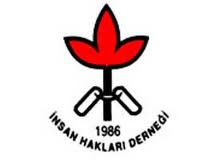 1986
İNSAN HAKLARI DERNEĞİ